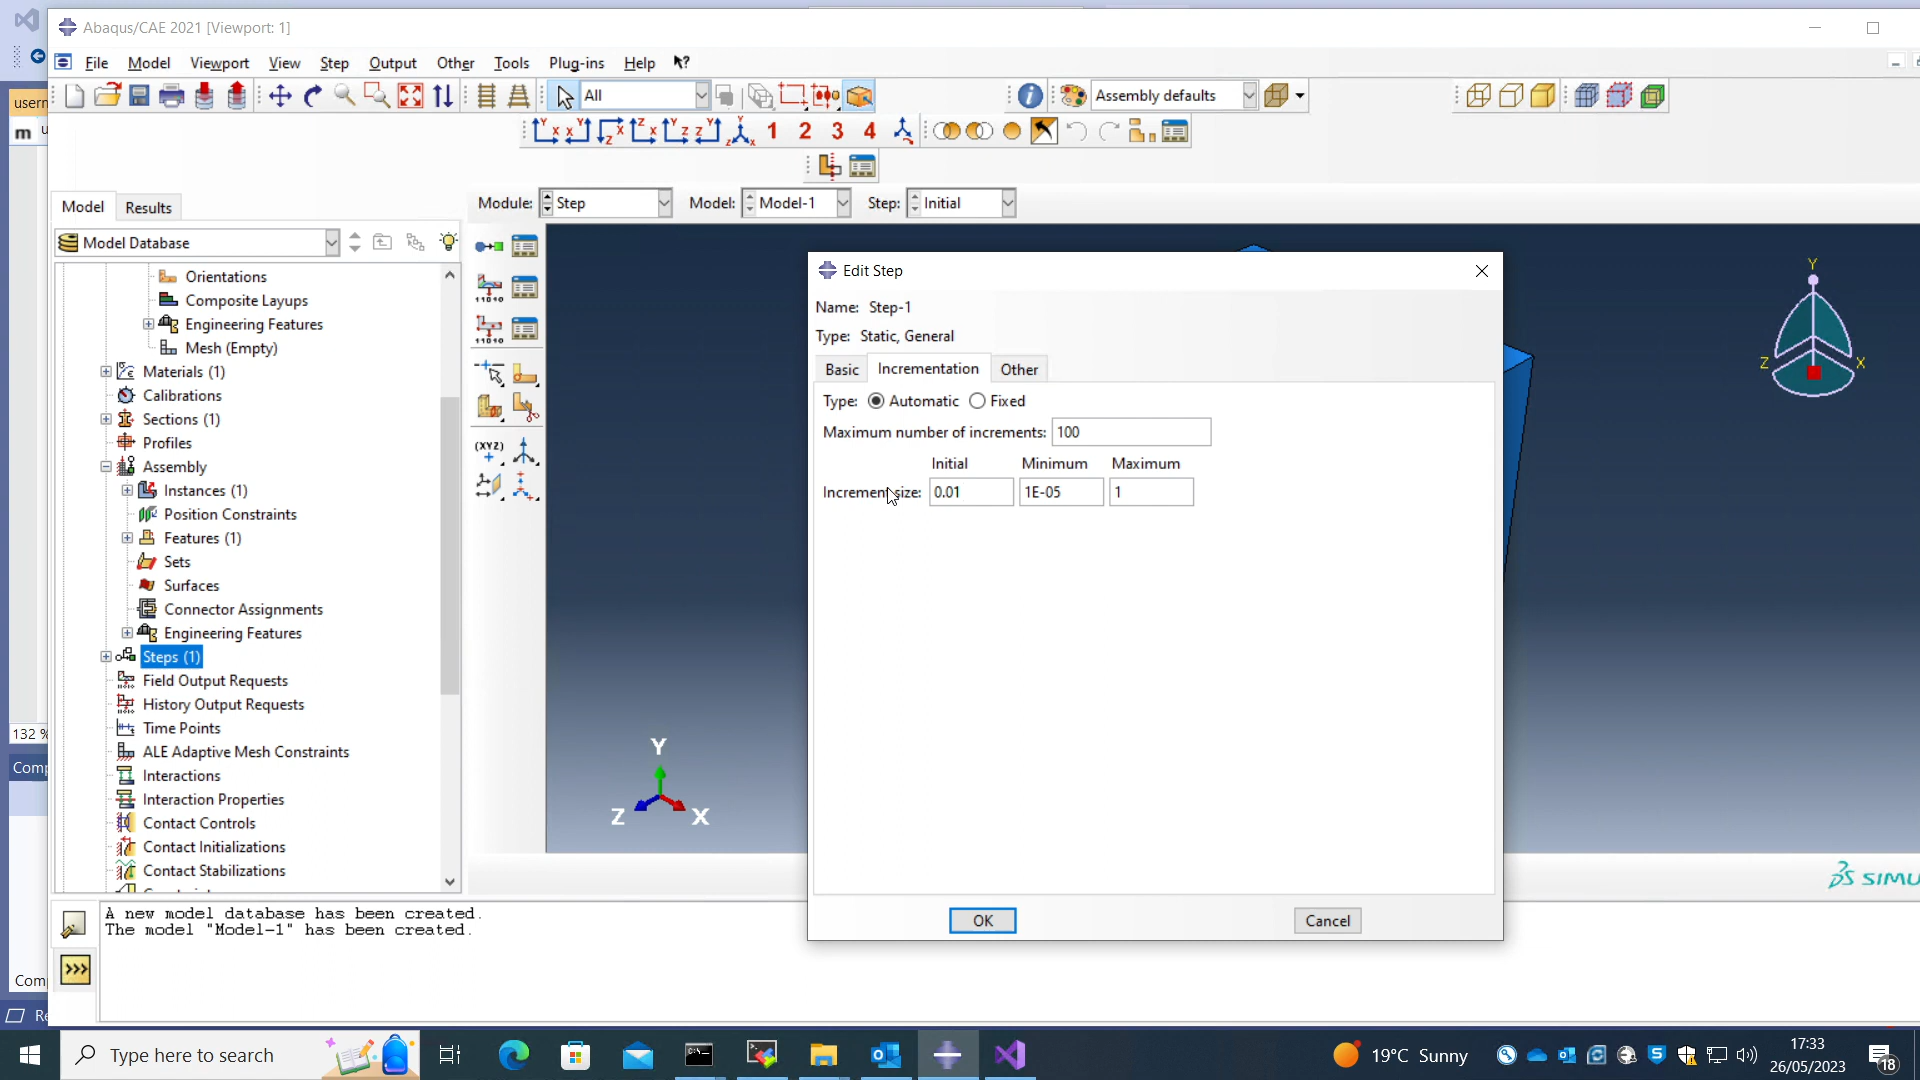 Abaqus/CAE 2021 [Viewport: 1]
File Model Viewport View Step Output Other Tools Plug-ins Help
usern
All
Assembly defaults
1 2 3 4
Model Results
Module: Step Model: Model-1 Step: Initial
Model Database
Orientations
Composite Layups
Engineering Features
Mesh (Empty)
Materials (1)
Calibrations
Sections (1)
Profiles
Assembly
Instances (1)
Position Constraints
Features (1)
Sets
Surfaces
Connector Assignments
Engineering Features
Steps (1)
Field Output Requests
History Output Requests
Time Points
ALE Adaptive Mesh Constraints
Interactions
Interaction Properties
Contact Controls
Contact Initializations
Contact Stabilizations
132 %
Comp
Com
Re
(XYZ)
Edit Step
Name: Step-1
Type: Static, General
Basic Incrementation Other
Type: Automatic Fixed
Maximum number of increments: 100
Initial Minimum Maximum
Increment size: 0.01 1E-05 1
OK Cancel
Y
Z X
Y
Z X
SIMU
A new model database has been created.
The model "Model-1" has been created.
>>>
Type here to search
19°C Sunny
17:33
26/05/2023
18